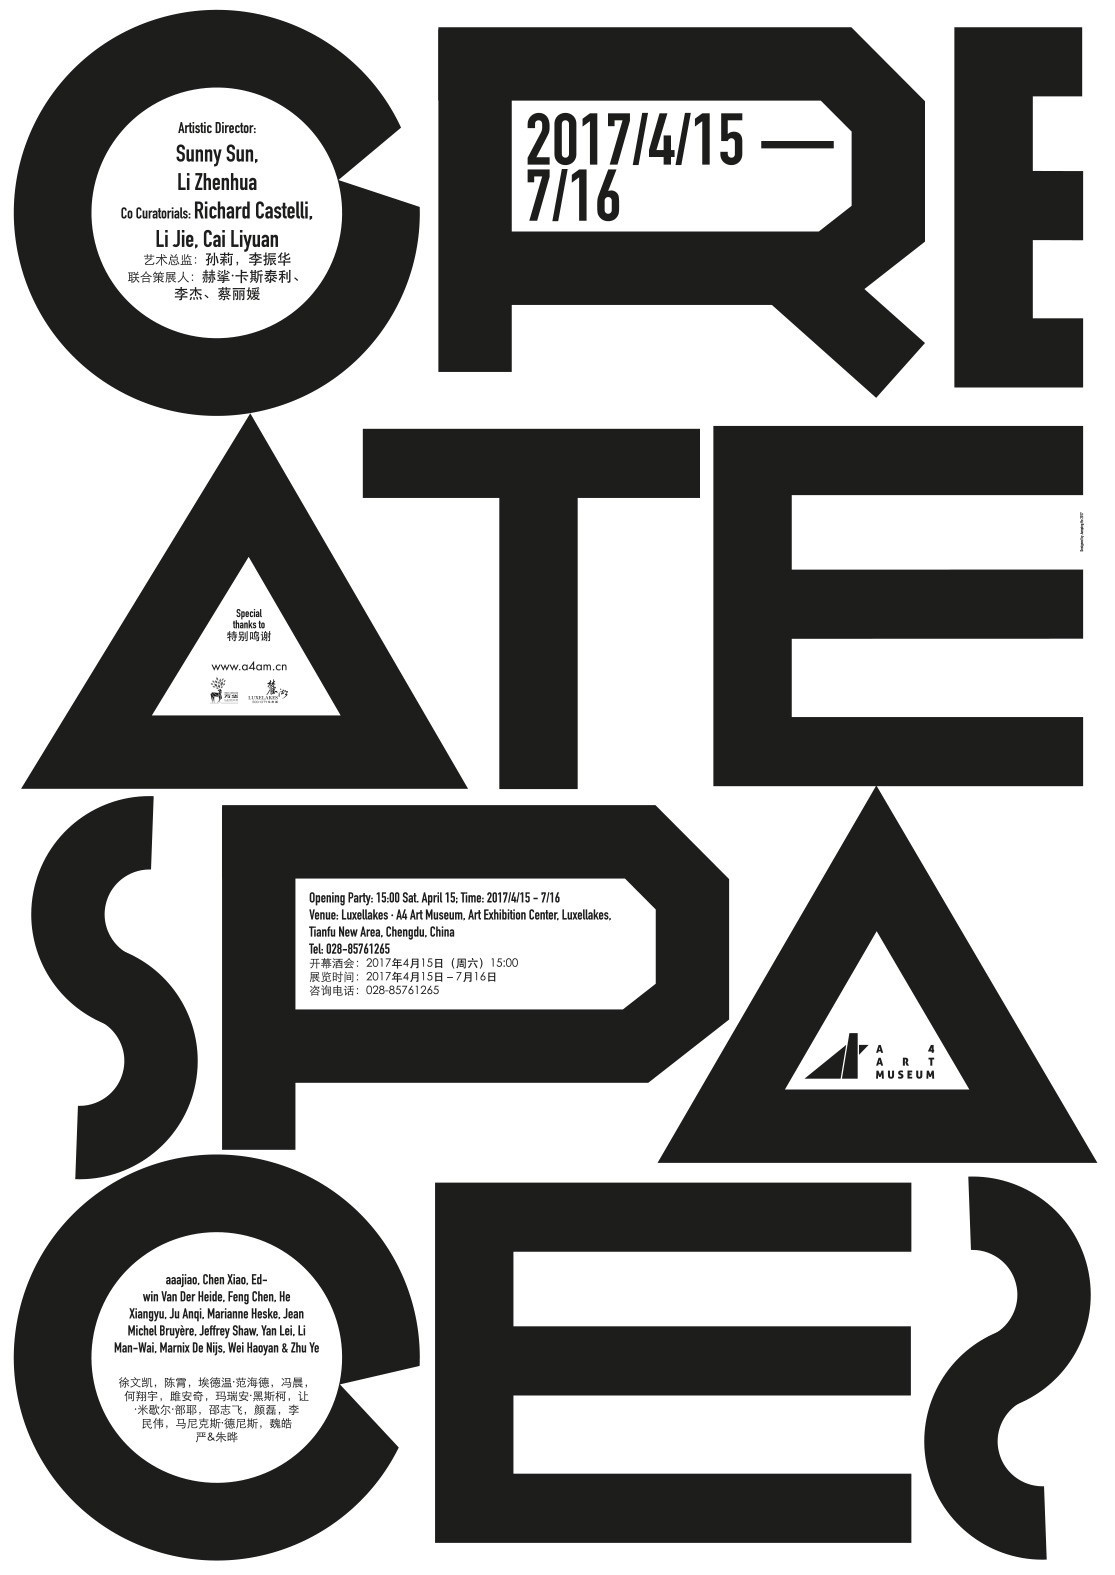 CRE
Artistic Director:
Sunny Sun,
Li Zhenhua
Co Curatorials: Richard Castelli,
Li Jie, Cai Liyuan
艺术总监：孙莉，李振华
联合策展人：赫挲·卡斯泰利、
李杰、蔡丽媛
2017/4/15 —
7/16
ATE
Special
thanks to
特别鸣谢
www.a4am.cn
万华
麓湖
LUXELAKES
SPA
Opening Party: 15:00 Sat. April 15; Time: 2017/4/15 - 7/16
Venue: Luxellakes · A4 Art Museum, Art Exhibition Center, Luxellakes,
Tianfu New Area, Chengdu, China
Tel: 028-85761265
开幕酒会：2017年4月15日（周六）15:00
展览时间：2017年4月15日 – 7月16日
咨询电话：028-85761265
A 4
A R T
MUSEUM
CES
aaajiao, Chen Xiao, Ed-
win Van Der Heide, Feng Chen, He
Xiangyu, Ju Anqi, Marianne Heske, Jean
Michel Bruyère, Jeffrey Shaw, Yan Lei, Li
Man-Wai, Marnix De Nijs, Wei Haoyan & Zhu Ye
徐文凯，陈霄，埃德温·范海德，冯晨，
何翔宇，雎安奇，玛瑞安·黑斯柯，让
·米歇尔·部耶，邵志飞，颜磊，李
民伟，马尼克斯·德尼斯，魏皓
严&朱晔